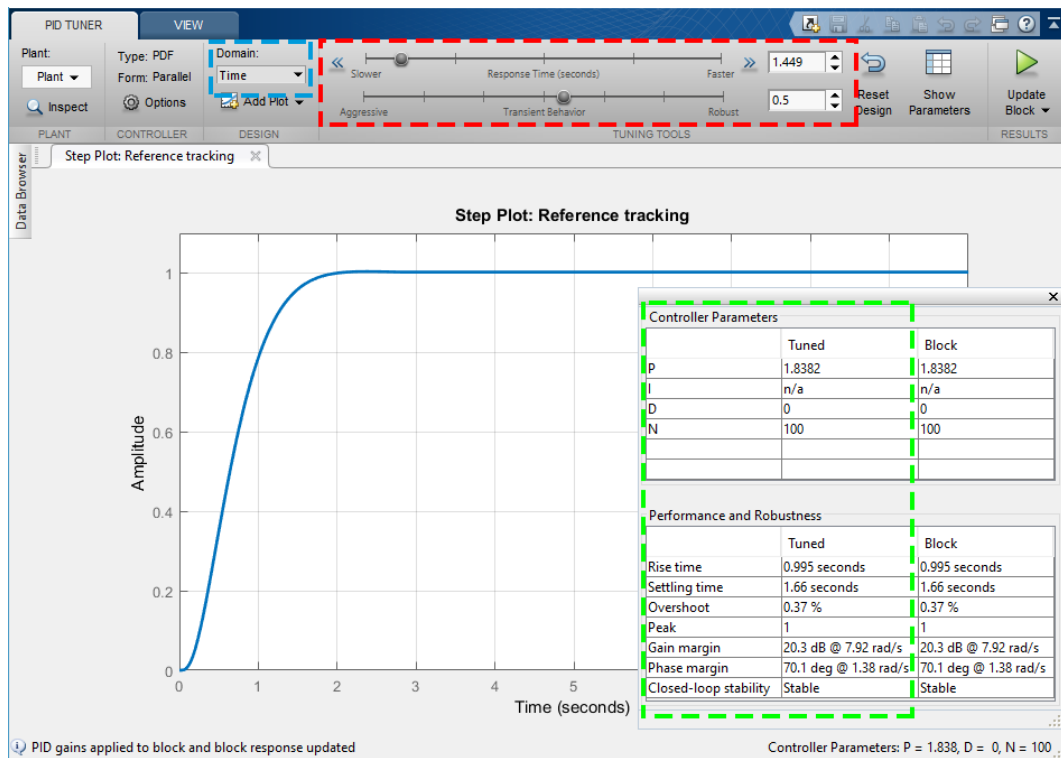 PID TUNER VIEW
Plant:
Plant
Inspect
PLANT
Type: PDF
Form: Parallel
Options
CONTROLLER
Domain:
Time
Add Plot
DESIGN
Slower Response Time (seconds) Faster 1.449
Aggressive Transient Behavior Robust 0.5
TUNING TOOLS
Reset
Design
Show
Parameters
Update
Block
RESULTS
Data Browser
Step Plot: Reference tracking
Step Plot: Reference tracking
Amplitude
1
0.8
0.6
0.4
0.2
0
0 1 2 3 4 5
Time (seconds)
Controller Parameters
Tuned Block
P 1.8382 1.8382
I n/a n/a
D 0 0
N 100 100
Performance and Robustness
Tuned Block
Rise time 0.995 seconds 0.995 seconds
Settling time 1.66 seconds 1.66 seconds
Overshoot 0.37 % 0.37 %
Peak 1 1
Gain margin 20.3 dB @ 7.92 rad/s 20.3 dB @ 7.92 rad/s
Phase margin 70.1 deg @ 1.38 rad/s 70.1 deg @ 1.38 rad/s
Closed-loop stability Stable Stable
PID gains applied to block and block response updated
Controller Parameters: P = 1.838, D = 0, N = 100